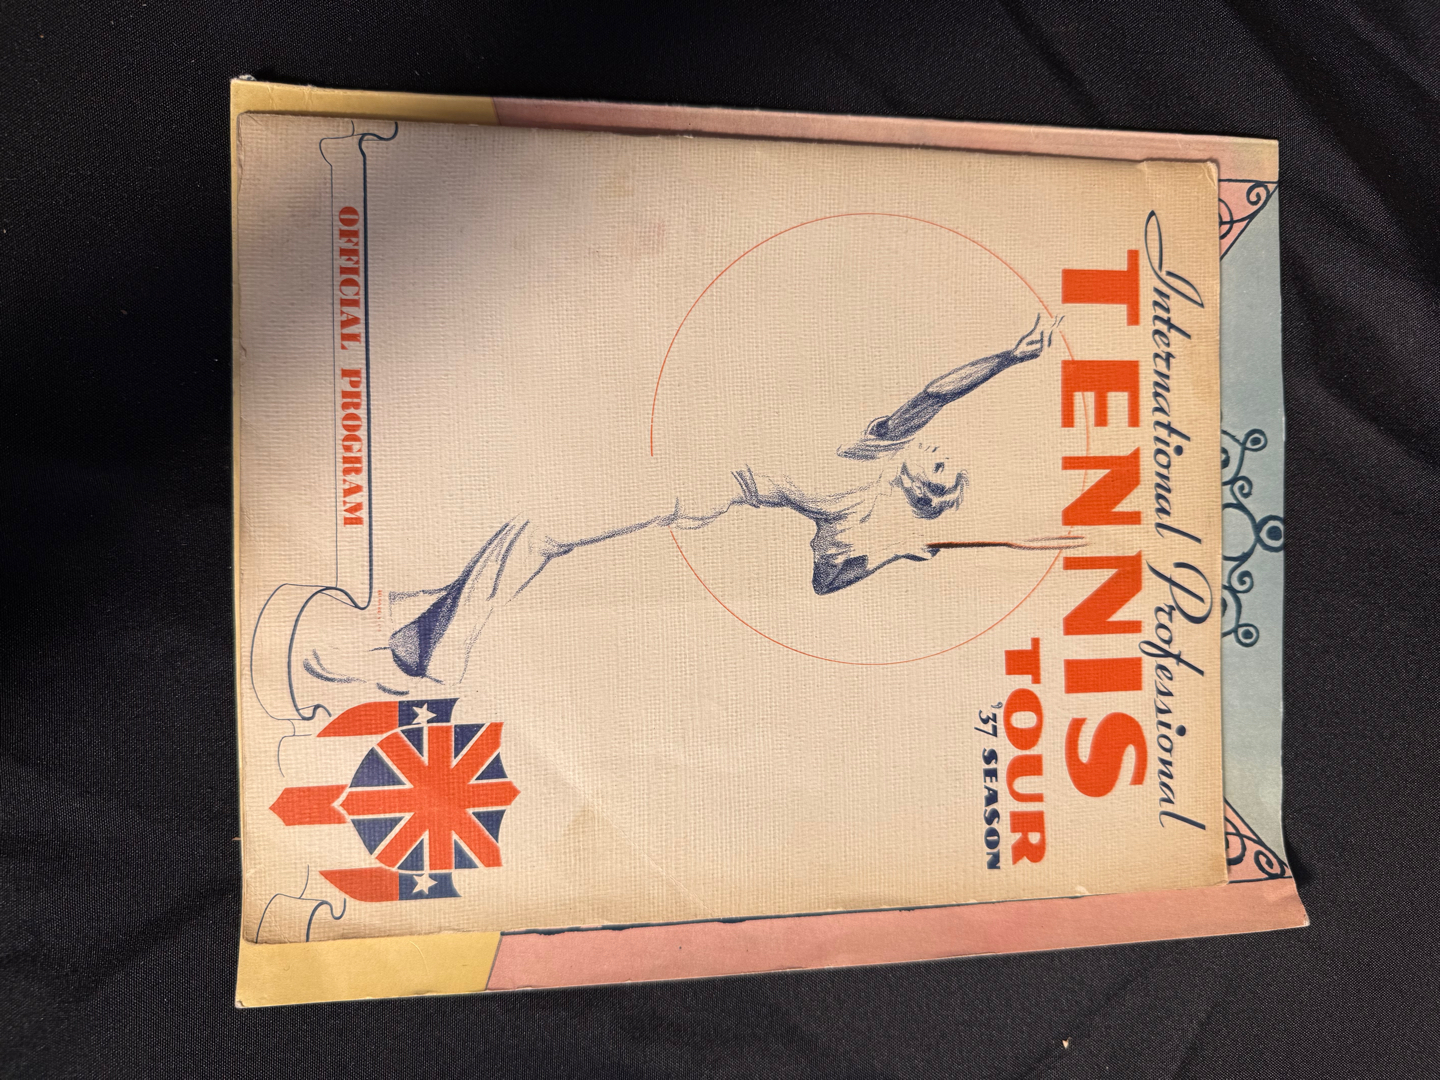 International Professional
TENNIS
TOUR
'37 SEASON
OFFICIAL PROGRAM